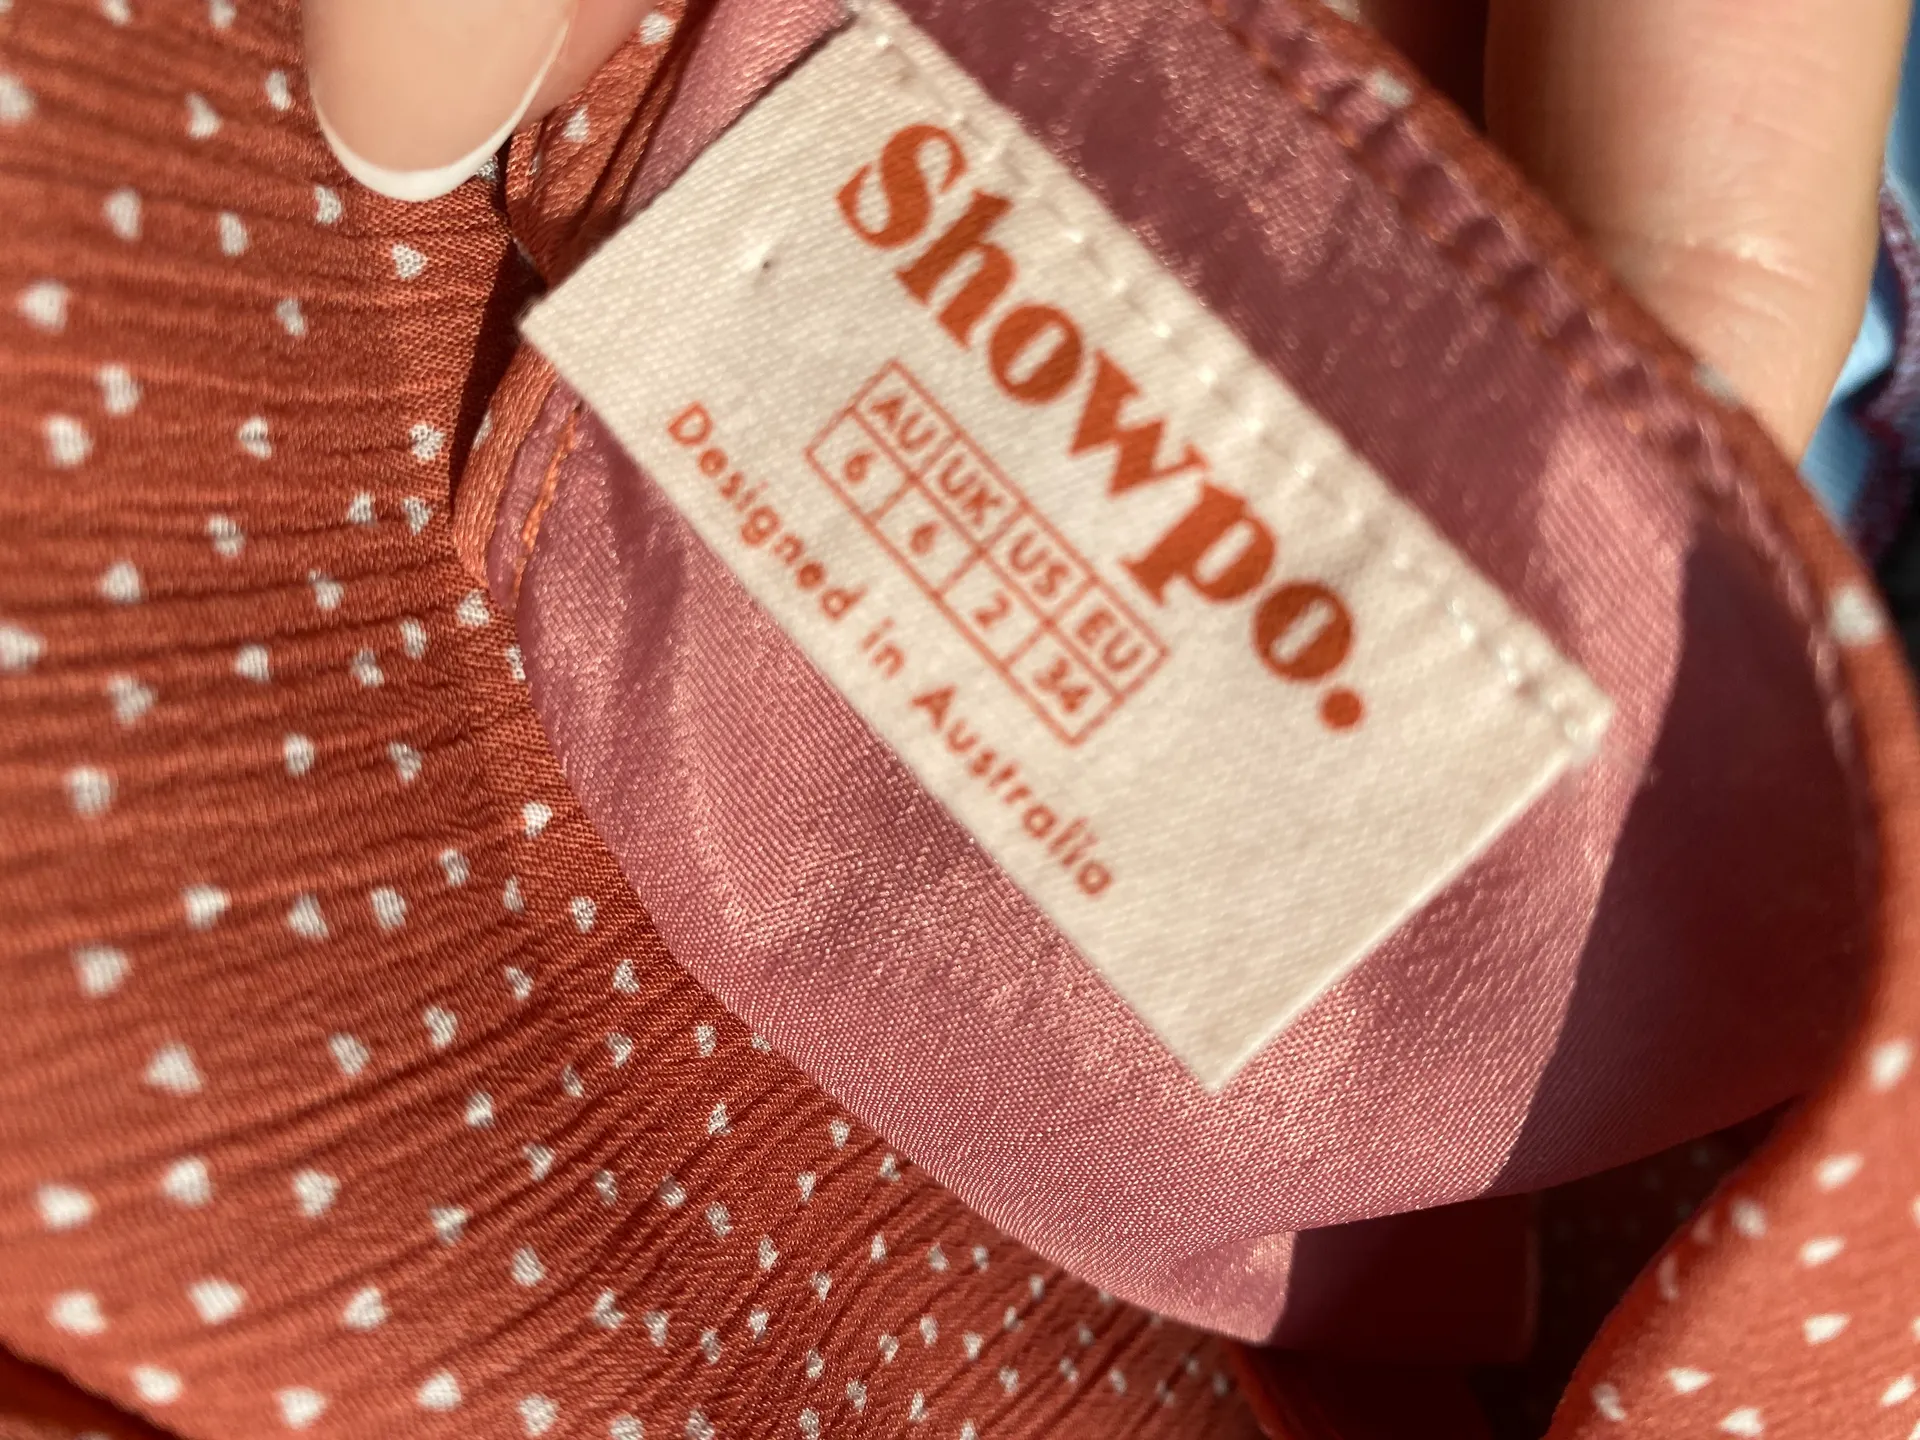 Showpo.
AU UK US EU
6 6 2 34
Designed in Australia